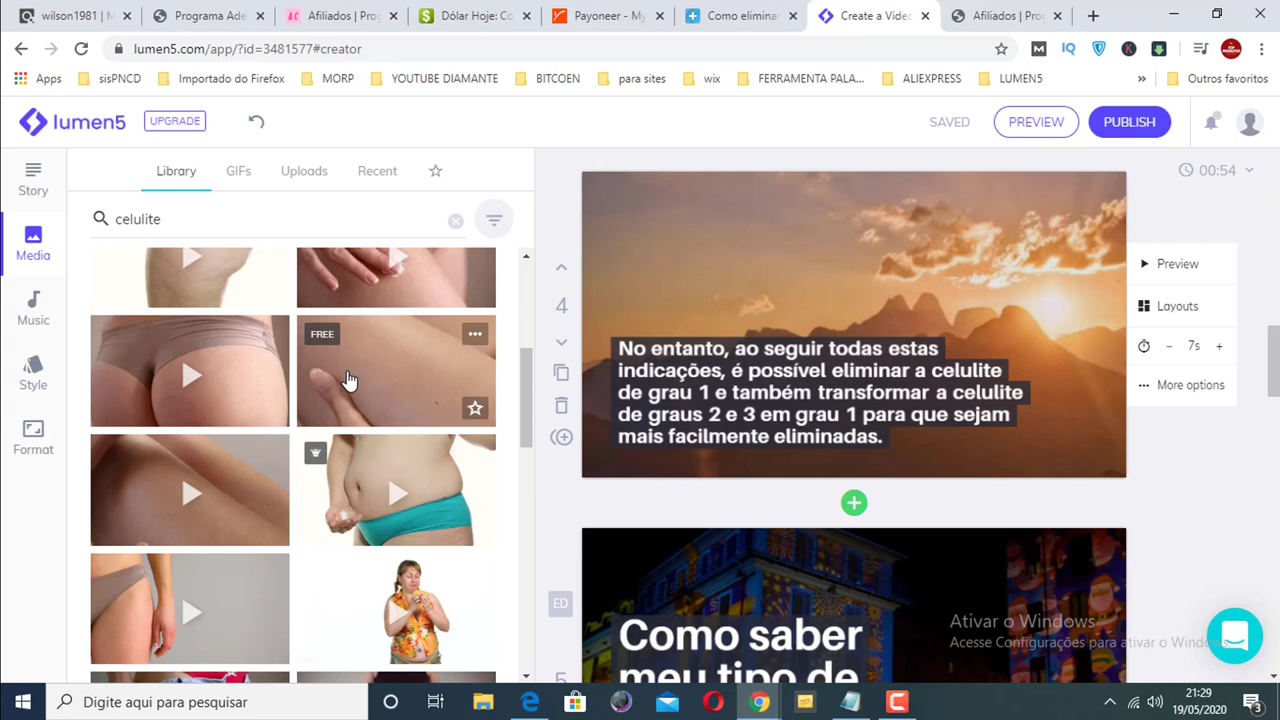 wilson1981 | M
Programa Ade
Afiliados | Prog
Dólar Hoje: Co
Payoneer - My
Como eliminar
Create a Video
Afiliados | Prog
lumen5.com/app/?id=3481577#creator
Apps
sisPNCD
Importado do Firefox
MORP
YOUTUBE DIAMANTE
BITCOEN
para sites
wix
FERRAMENTA PALA...
ALIEXPRESS
LUMEN5
»
Outros favoritos
lumen5
UPGRADE
SAVED
PREVIEW
PUBLISH
Story
Media
Music
Style
Format
Library
GIFs
Uploads
Recent
celulite
FREE
00:54
4
No entanto, ao seguir todas estas
indicações, é possível eliminar a celulite
de grau 1 e também transformar a celulite
de graus 2 e 3 em grau 1 para que sejam
mais facilmente eliminadas.
Preview
Layouts
− 7s +
More options
ED
5
Como saber
meu tipo de
Ativar o Windows
Acesse Configurações para ativar o Windows.
Digite aqui para pesquisar
21:29
19/05/2020
3